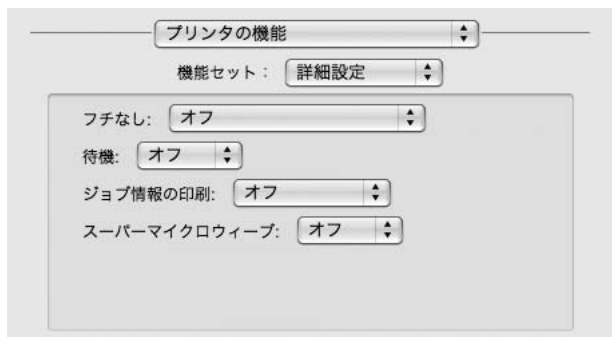 プリンタの機能
機能セット： 詳細設定
フチなし: オフ
待機: オフ
ジョブ情報の印刷: オフ
スーパーマイクロウィーブ: オフ